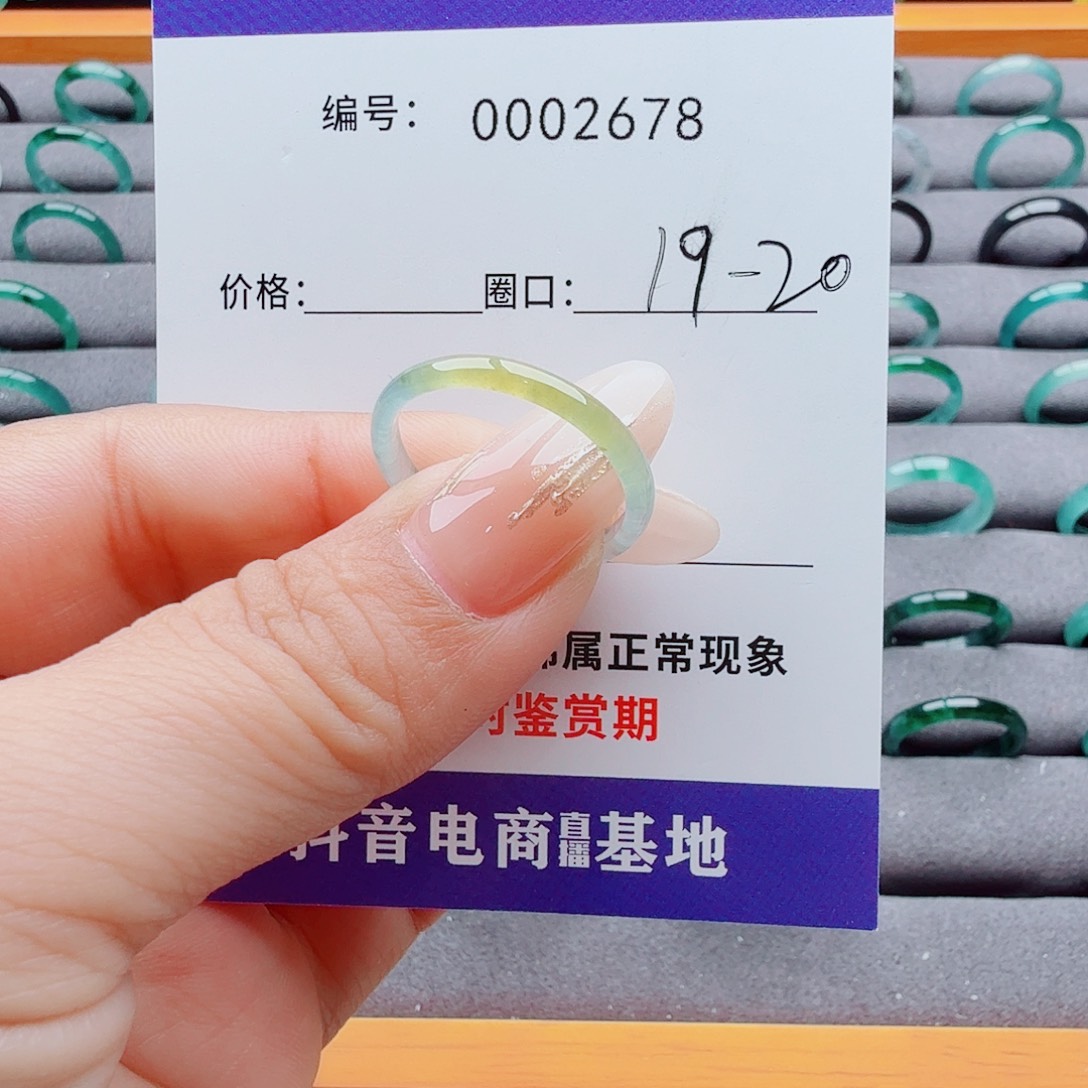 编号： 0002678
价格： 圈口： 19-20
属正常现象
鉴赏期
抖音电商直播基地